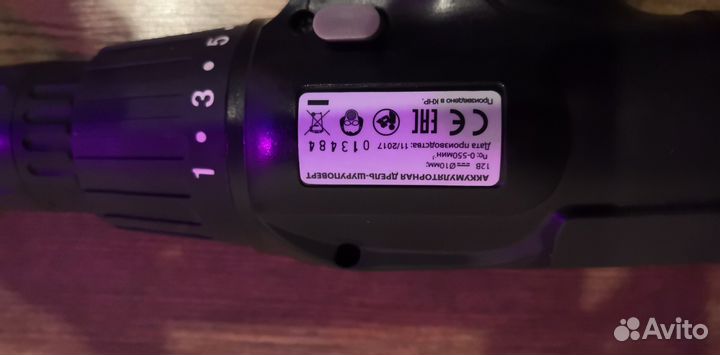 АККУМУЛЯТОРНАЯ ДРЕЛЬ-ШУРУПОВЕРТ
12В ⎓ Ø10мм;
По: 0-550мин⁻¹
Дата производства: 11/2017
013484
CE EAC
Произведено в КНР.
1 • 3 • 5
Avito